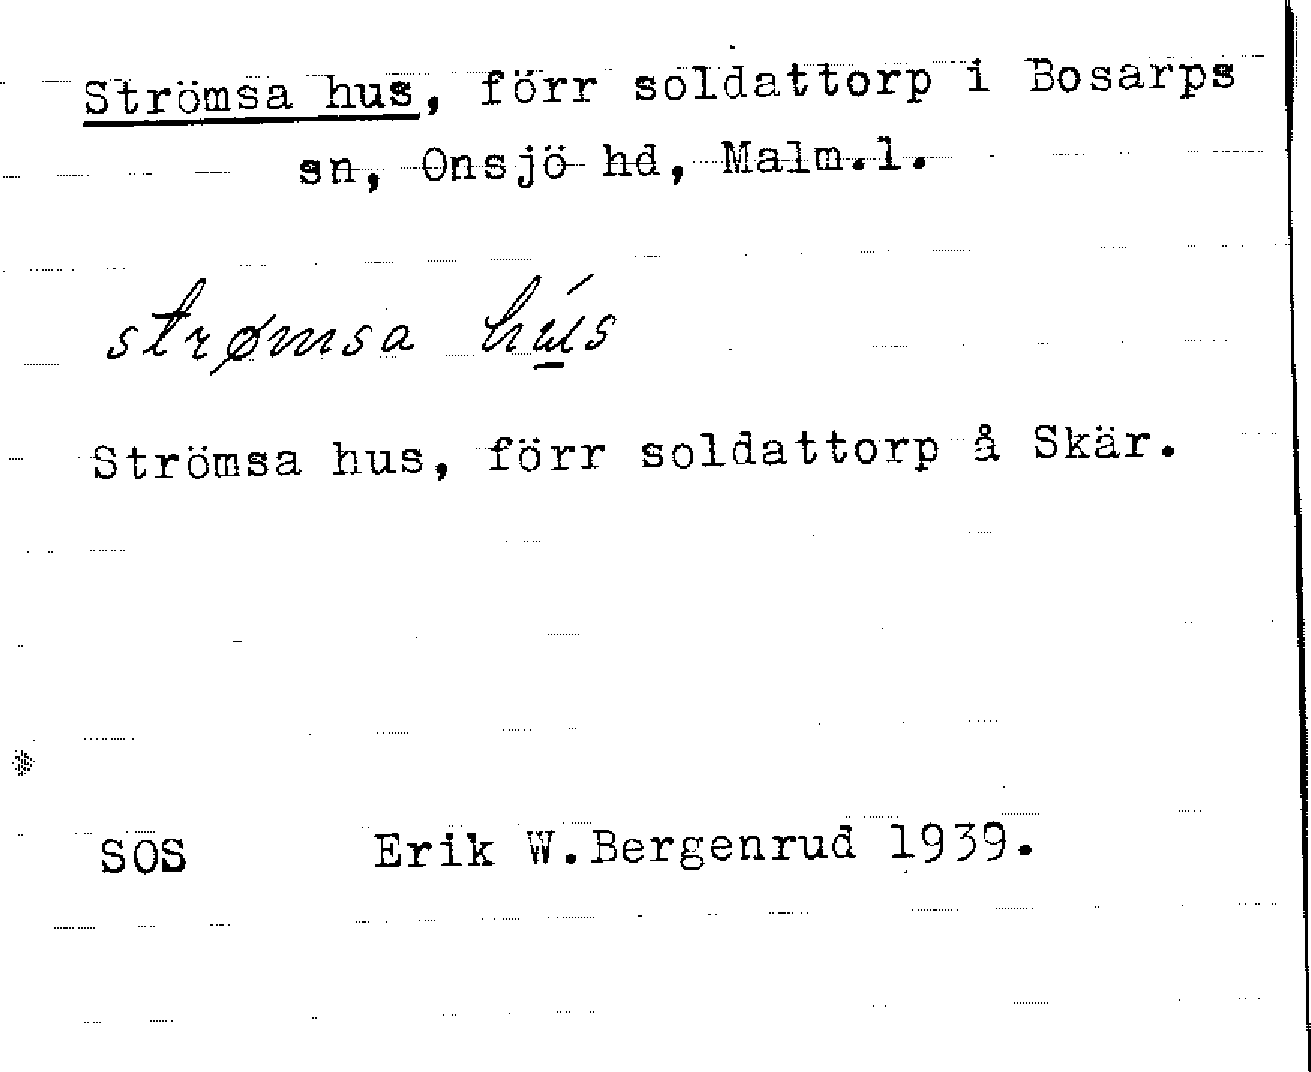 Strömsa hus, förr soldattorp i Bosarps
sn, Onsjö hd, Malm.l.
strømsa hú̲s
Strömsa hus, förr soldattorp å Skär.
SOS Erik W.Bergenrud 1939.